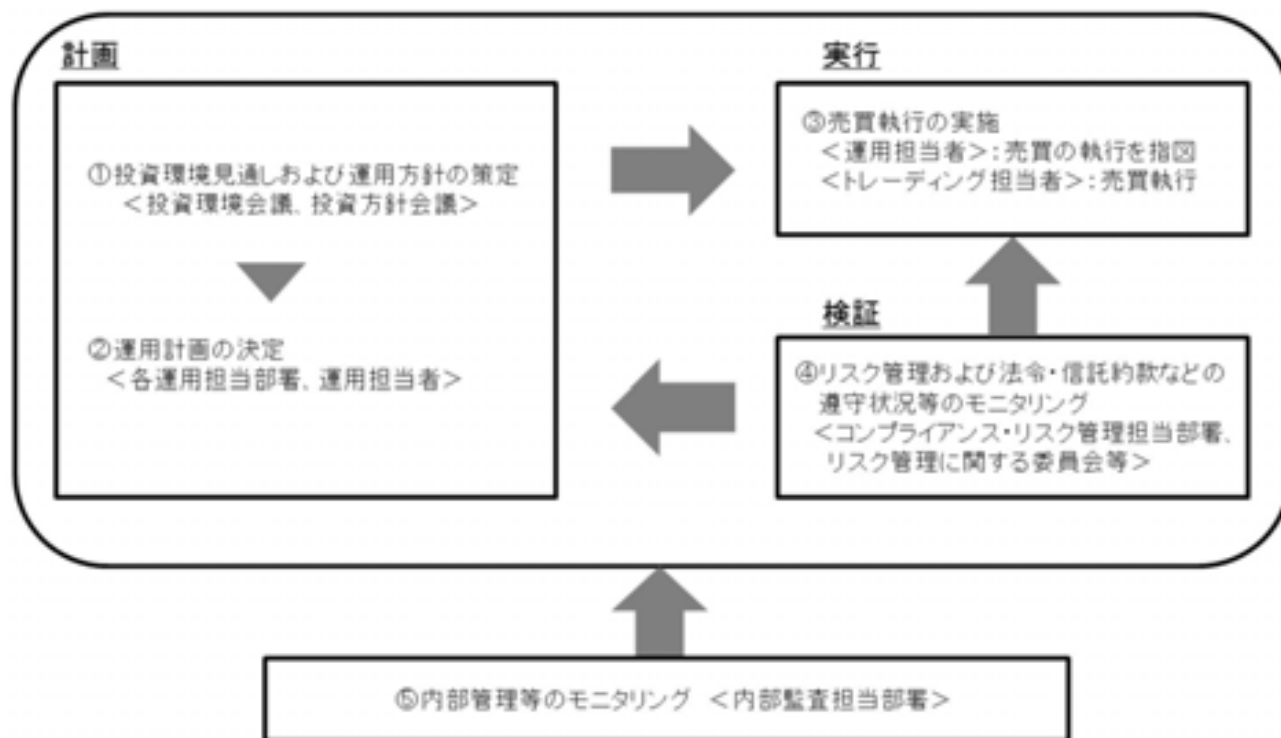 計画
①投資環境見通しおよび運用方針の策定
<投資環境会議、投資方針会議>
②運用計画の決定
<各運用担当部署、運用担当者>
実行
③売買執行の実施
<運用担当者>:売買の執行を指図
<トレーディング担当者>:売買執行
検証
④リスク管理および法令・信託約款などの
遵守状況等のモニタリング
<コンプライアンス・リスク管理担当部署、
リスク管理に関する委員会等>
⑤内部管理等のモニタリング <内部監査担当部署>